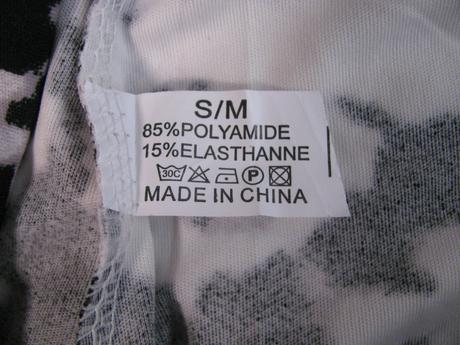 S/M
85%POLYAMIDE
15%ELASTHANNE
30C P
MADE IN CHINA